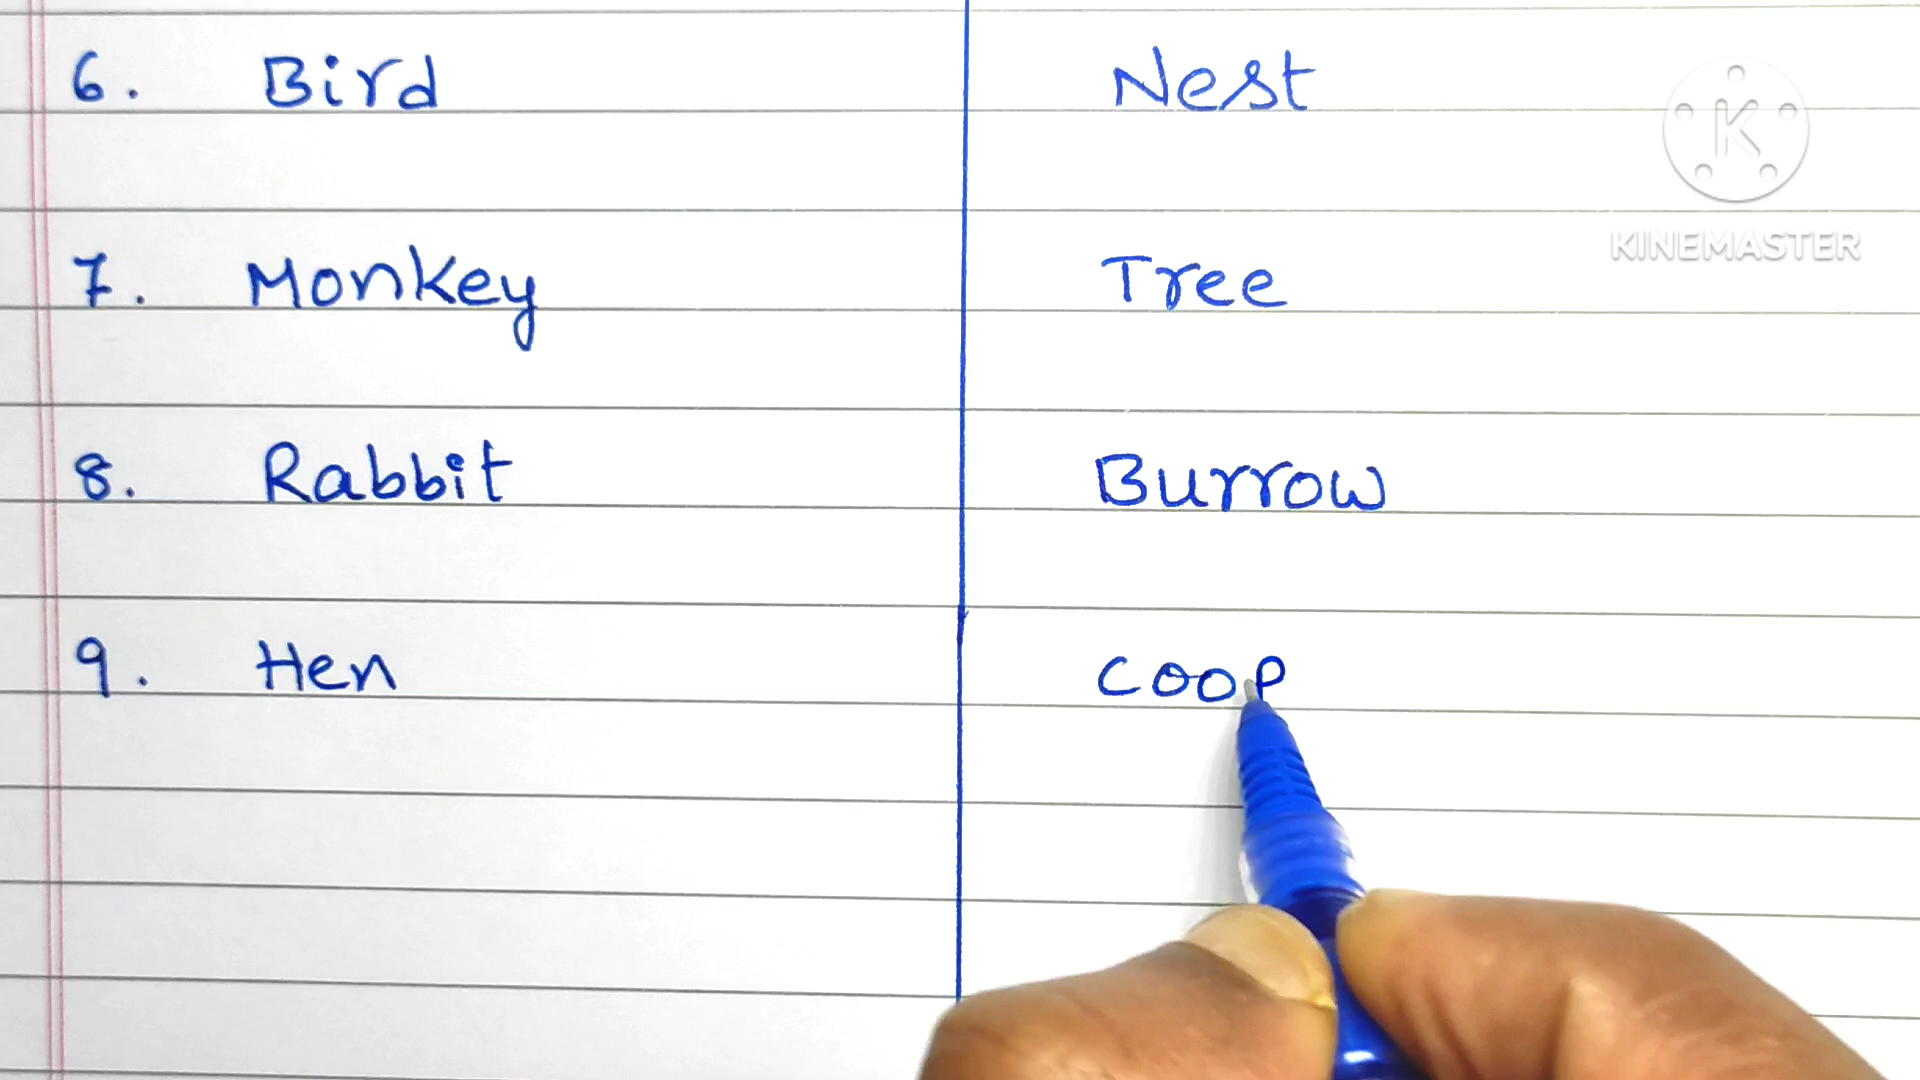 6. Bird Nest
K
KINEMASTER
7. Monkey Tree
8. Rabbit Burrow
9. Hen Coop